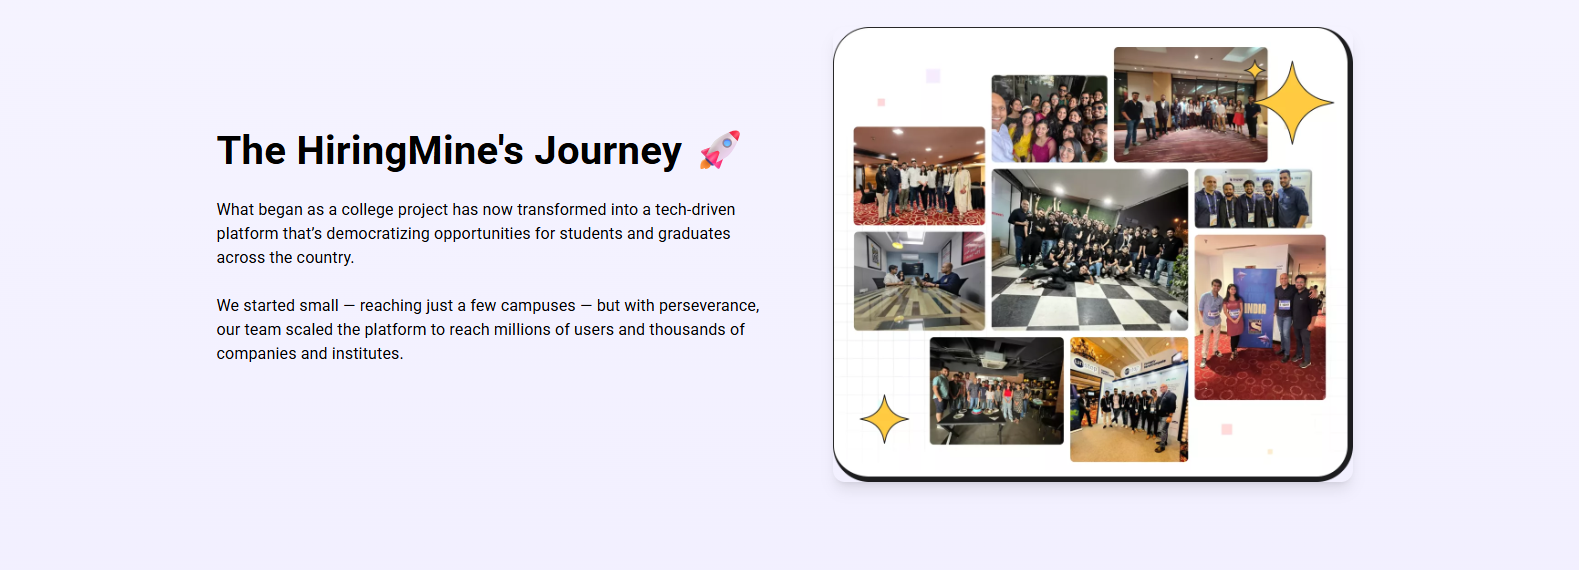 The HiringMine's Journey 🚀
What began as a college project has now transformed into a tech-driven
platform that’s democratizing opportunities for students and graduates
across the country.
We started small — reaching just a few campuses — but with perseverance,
our team scaled the platform to reach millions of users and thousands of
companies and institutes.
INDIA